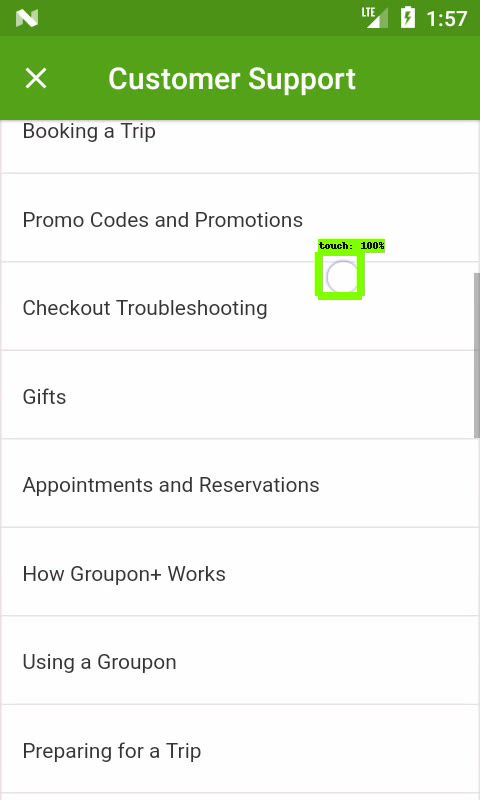 LTE
1:57
Customer Support
Booking a Trip
Promo Codes and Promotions
touch: 100%
Checkout Troubleshooting
Gifts
Appointments and Reservations
How Groupon+ Works
Using a Groupon
Preparing for a Trip